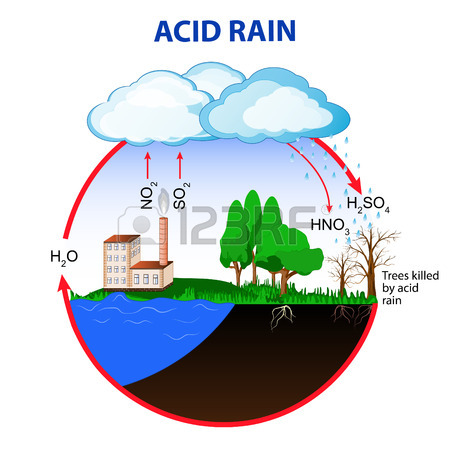 ACID RAIN
NO₂
SO₂
H₂SO₄
HNO₃
H₂O
Trees killed
by acid
rain
123RF